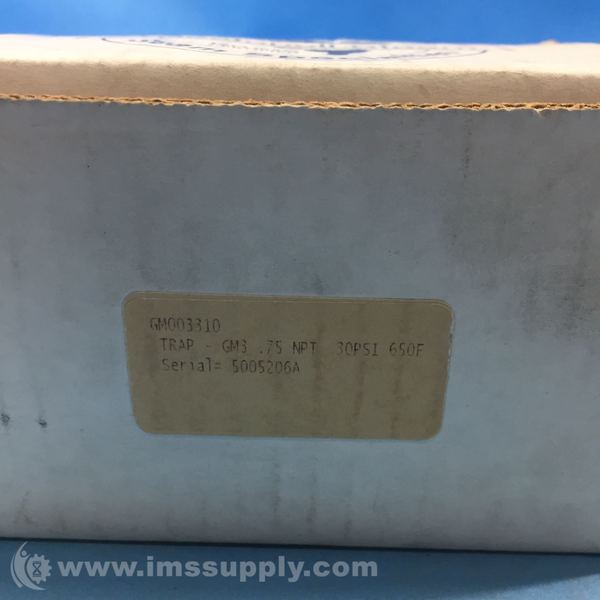 GM003310
TRAP - GM3 .75 NPT 30PSI 650F
Serial= 5005206A
www.imssupply.com